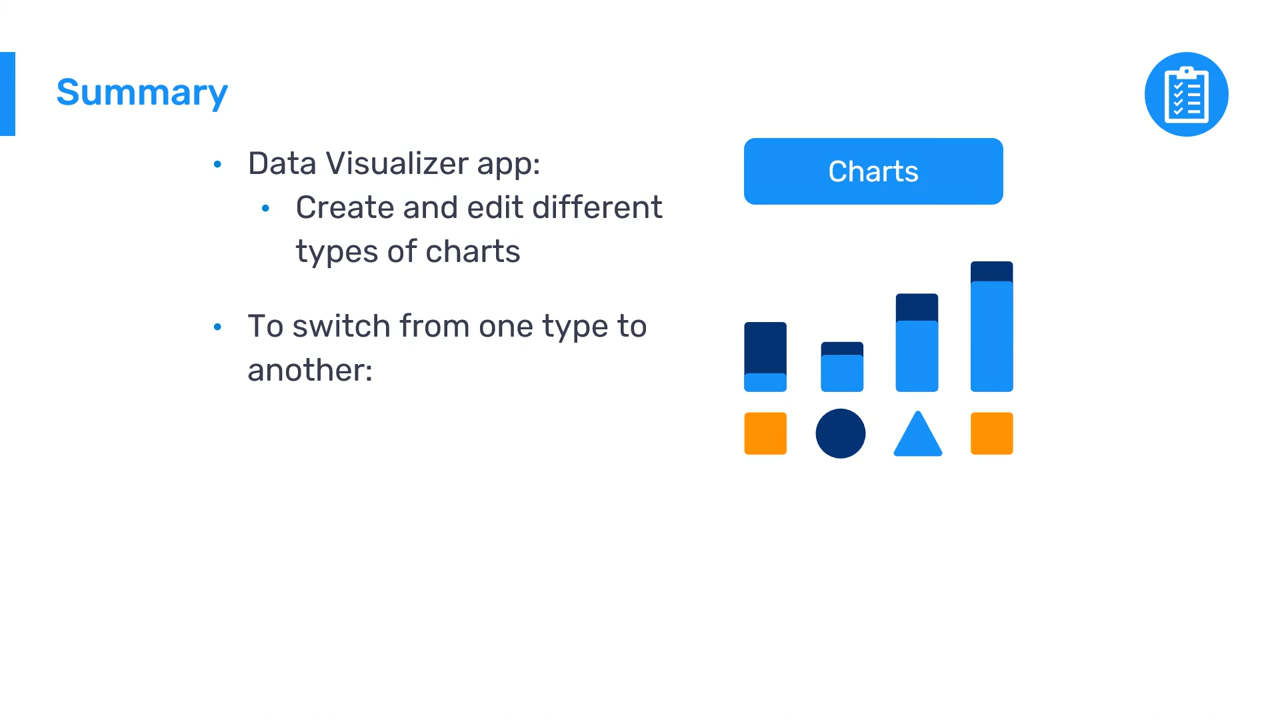 Summary
• Data Visualizer app:
• Create and edit different
types of charts
• To switch from one type to
another:
Charts